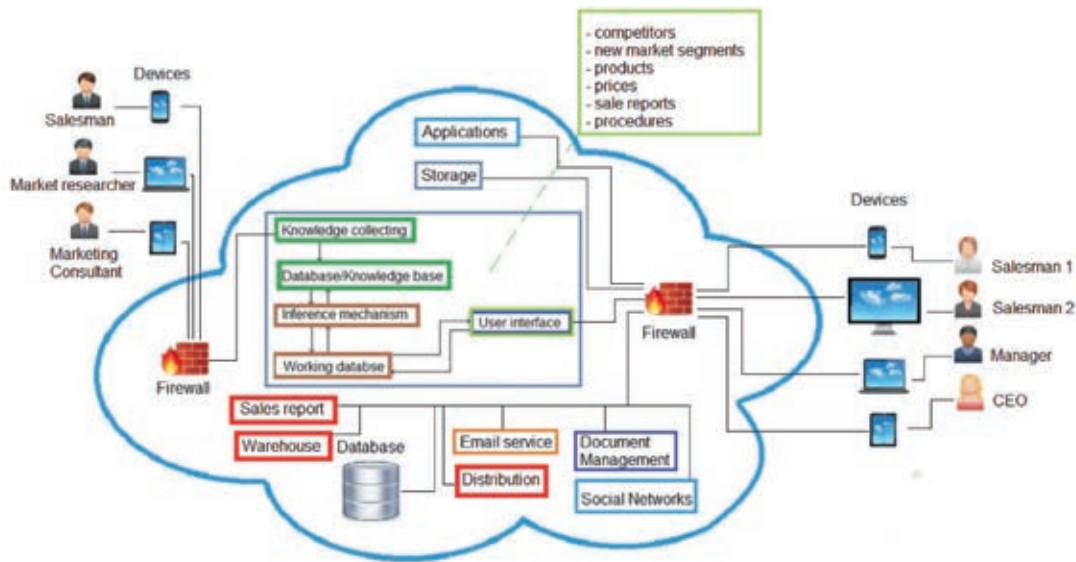 - competitors
- new market segments
- products
- prices
- sale reports
- procedures
Devices
Salesman
Market researcher
Marketing
Consultant
Firewall
Applications
Storage
Knowledge collecting
Database/Knowledge base
Inference mechanism
User interface
Working databse
Sales report
Warehouse
Database
Email service
Distribution
Document
Management
Social Networks
Firewall
Devices
Salesman 1
Salesman 2
Manager
CEO